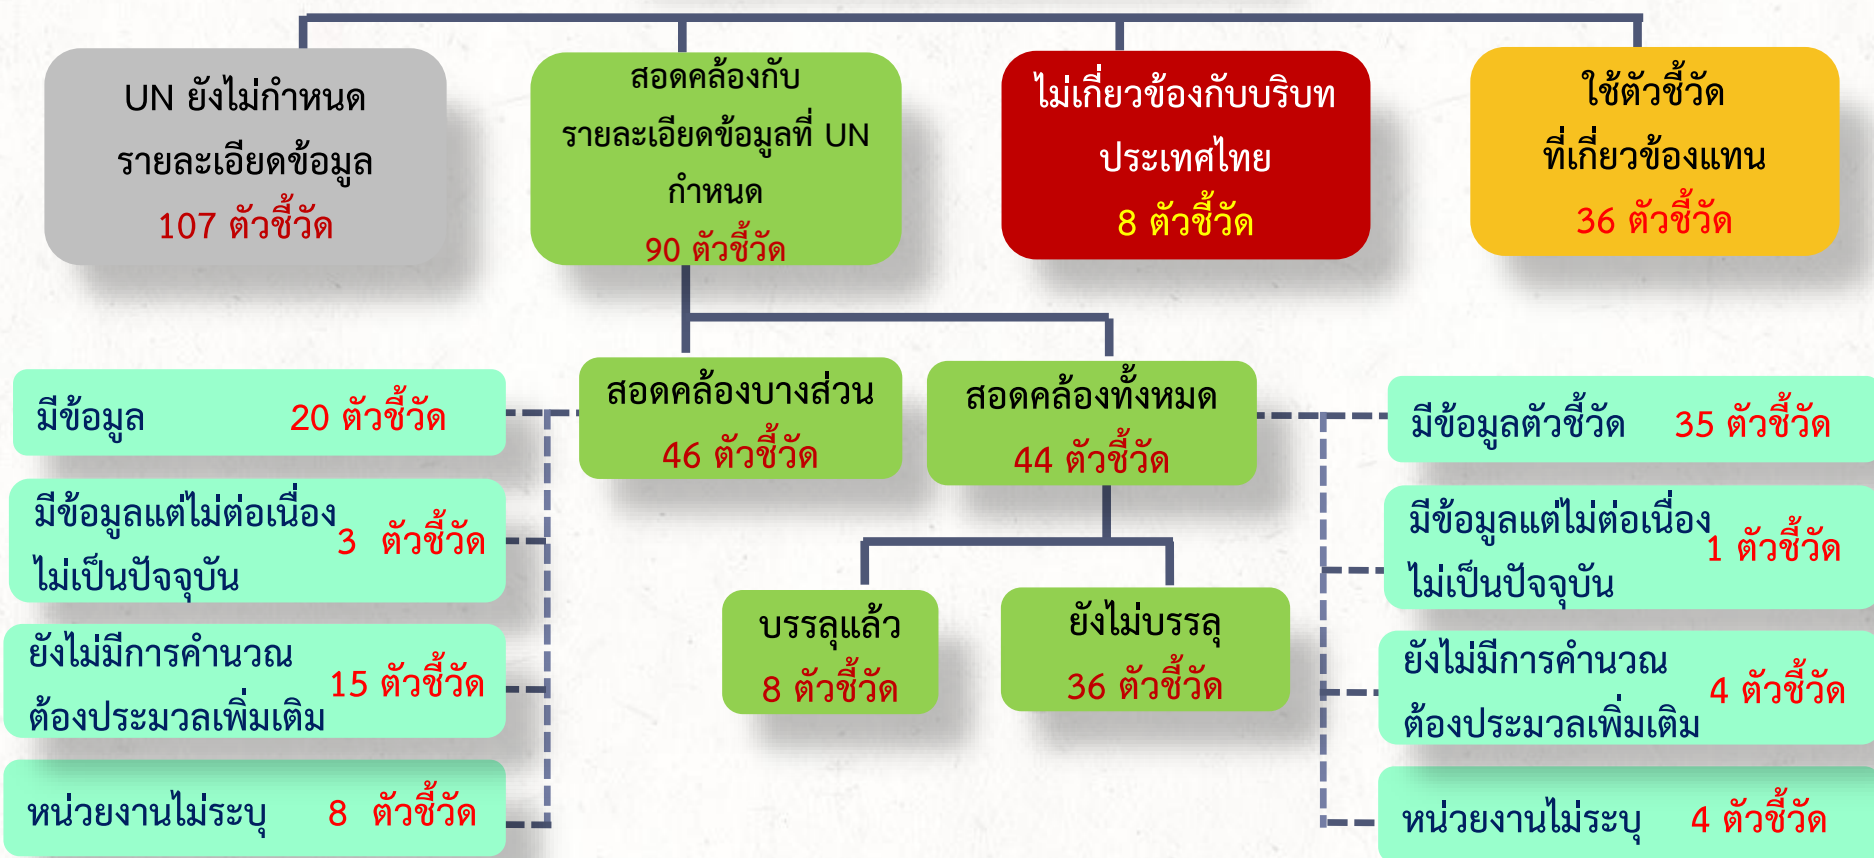 UN ยังไม่กำหนด
รายละเอียดข้อมูล
107 ตัวชี้วัด
สอดคล้องกับ
รายละเอียดข้อมูลที่ UN
กำหนด
90 ตัวชี้วัด
ไม่เกี่ยวข้องกับบริบท
ประเทศไทย
8 ตัวชี้วัด
ใช้ตัวชี้วัด
ที่เกี่ยวข้องแทน
36 ตัวชี้วัด
สอดคล้องบางส่วน
46 ตัวชี้วัด
สอดคล้องทั้งหมด
44 ตัวชี้วัด
มีข้อมูล 20 ตัวชี้วัด
มีข้อมูลแต่ไม่ต่อเนื่อง
ไม่เป็นปัจจุบัน
3 ตัวชี้วัด
ยังไม่มีการคำนวณ
ต้องประมวลเพิ่มเติม
15 ตัวชี้วัด
หน่วยงานไม่ระบุ 8 ตัวชี้วัด
บรรลุแล้ว
8 ตัวชี้วัด
ยังไม่บรรลุ
36 ตัวชี้วัด
มีข้อมูลตัวชี้วัด 35 ตัวชี้วัด
มีข้อมูลแต่ไม่ต่อเนื่อง
ไม่เป็นปัจจุบัน
1 ตัวชี้วัด
ยังไม่มีการคำนวณ
ต้องประมวลเพิ่มเติม
4 ตัวชี้วัด
หน่วยงานไม่ระบุ 4 ตัวชี้วัด